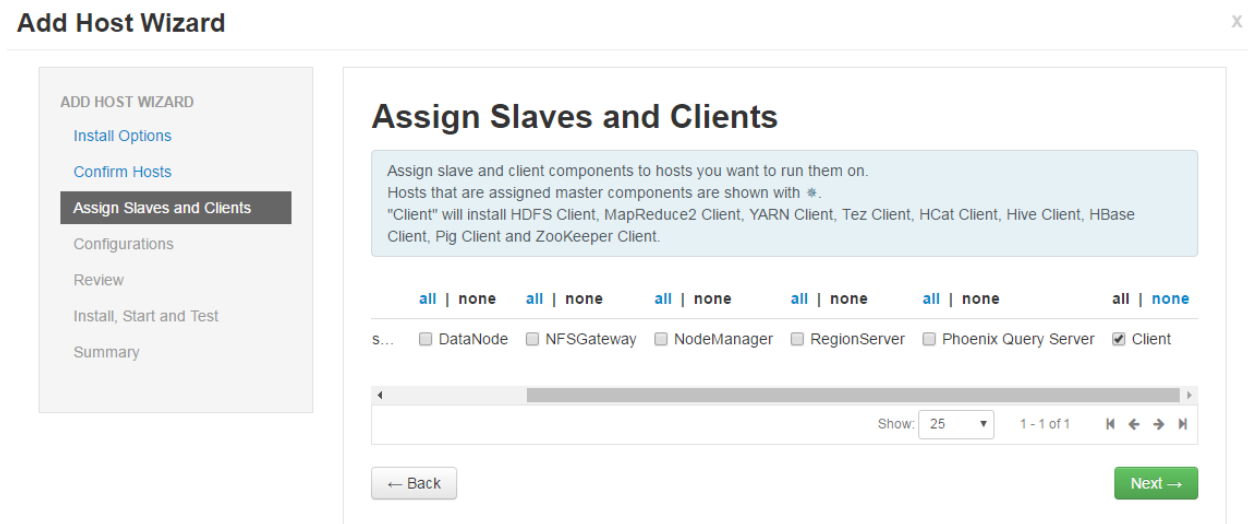 Add Host Wizard
x
ADD HOST WIZARD
Install Options
Confirm Hosts
Assign Slaves and Clients
Configurations
Review
Install, Start and Test
Summary
Assign Slaves and Clients
Assign slave and client components to hosts you want to run them on.
Hosts that are assigned master components are shown with ✵.
"Client" will install HDFS Client, MapReduce2 Client, YARN Client, Tez Client, HCat Client, Hive Client, HBase
Client, Pig Client and ZooKeeper Client.
all | none all | none all | none all | none all | none all | none
s... DataNode NFSGateway NodeManager RegionServer Phoenix Query Server Client
Show: 25 1 - 1 of 1
← Back
Next →